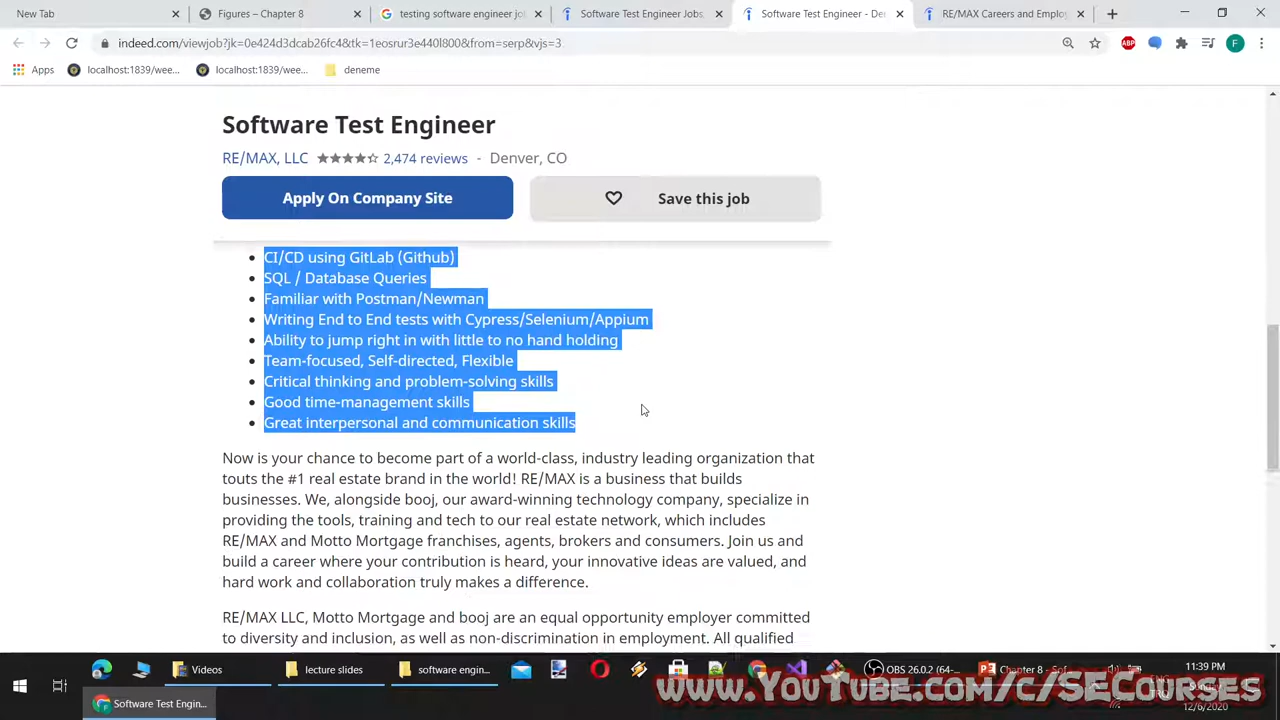 New Tab
Figures – Chapter 8
testing software engineer jo
Software Test Engineer Jobs,
Software Test Engineer - Den
RE/MAX Careers and Employ
indeed.com/viewjob?jk=0e424d3dcab26fc4&tk=1eosrur3e440l800&from=serp&vjs=3
ABP
F
Apps
localhost:1839/wee...
localhost:1839/wee...
deneme
Software Test Engineer
RE/MAX, LLC 2,474 reviews - Denver, CO
Apply On Company Site
Save this job
CI/CD using GitLab (Github)
SQL / Database Queries
Familiar with Postman/Newman
Writing End to End tests with Cypress/Selenium/Appium
Ability to jump right in with little to no hand holding
Team-focused, Self-directed, Flexible
Critical thinking and problem-solving skills
Good time-management skills
Great interpersonal and communication skills
Now is your chance to become part of a world-class, industry leading organization that
touts the #1 real estate brand in the world! RE/MAX is a business that builds
businesses. We, alongside booj, our award-winning technology company, specialize in
providing the tools, training and tech to our real estate network, which includes
RE/MAX and Motto Mortgage franchises, agents, brokers and consumers. Join us and
build a career where your contribution is heard, your innovative ideas are valued, and
hard work and collaboration truly makes a difference.
RE/MAX LLC, Motto Mortgage and booj are an equal opportunity employer committed
to diversity and inclusion, as well as non-discrimination in employment. All qualified
Videos
lecture slides
software engin...
OBS 26.0.2 (64-...
Chapter 8 - Sof...
11:39 PM
ENG
Sunday
TRQ
12/6/2020
Software Test Engin...
www.YouTube.com/c/SECourses